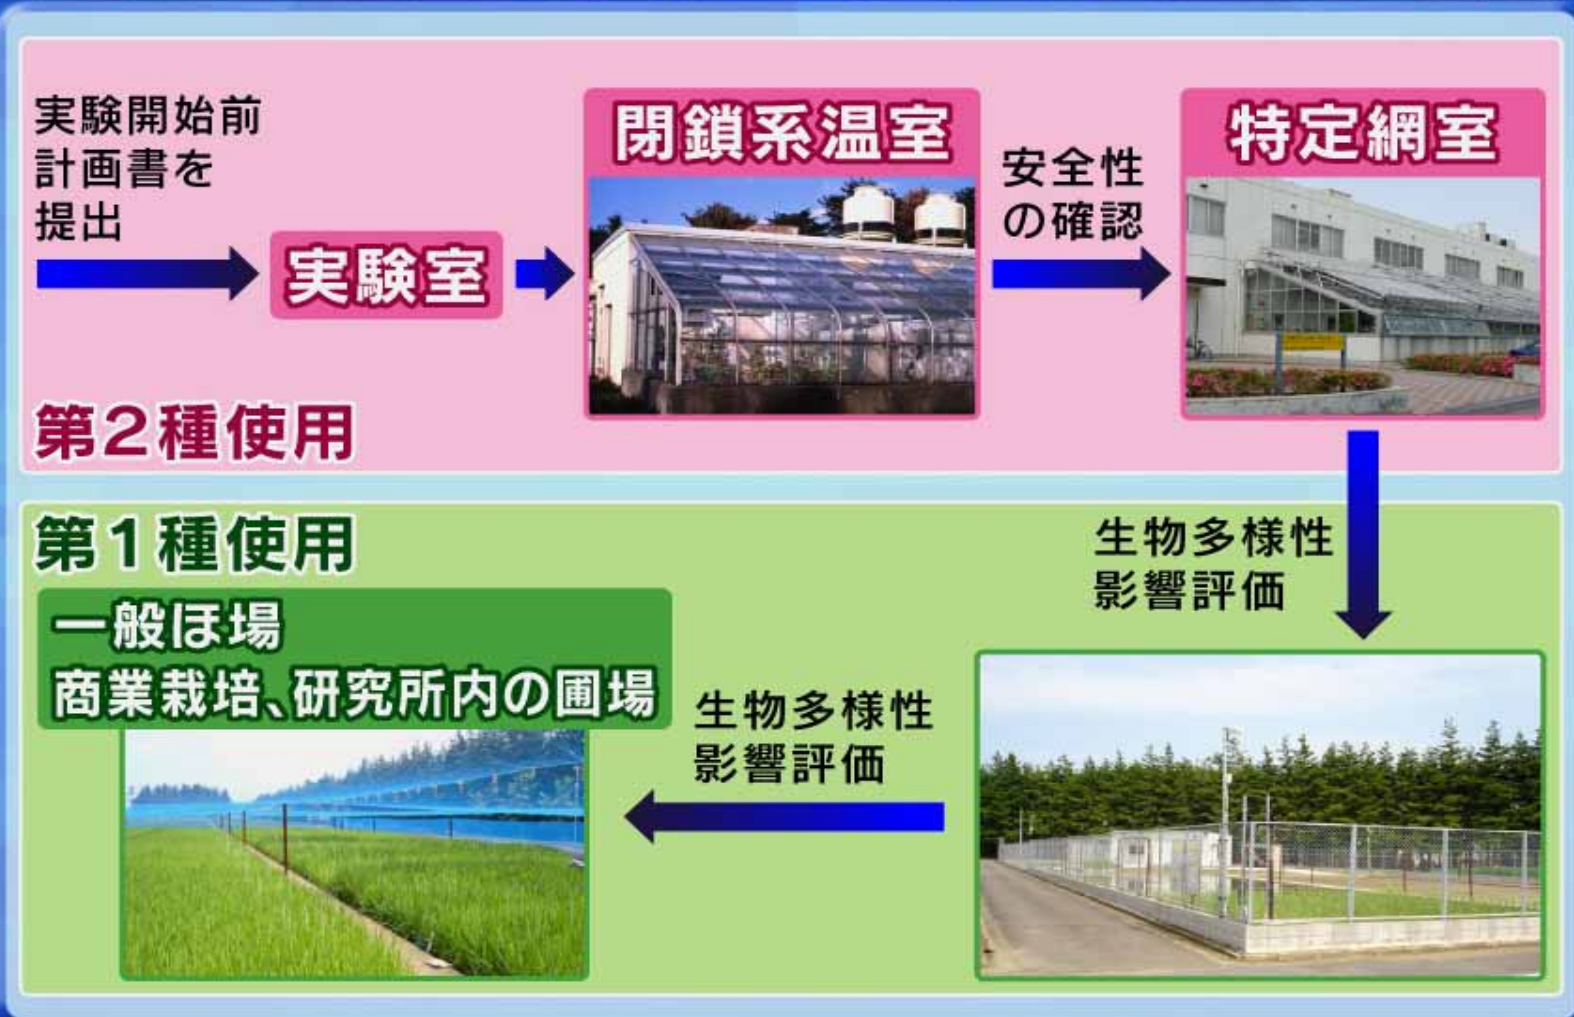 実験開始前
計画書を
提出
実験室
閉鎖系温室
安全性
の確認
特定網室
第２種使用
第１種使用
生物多様性
影響評価
一般ほ場
商業栽培、研究所内の圃場
生物多様性
影響評価